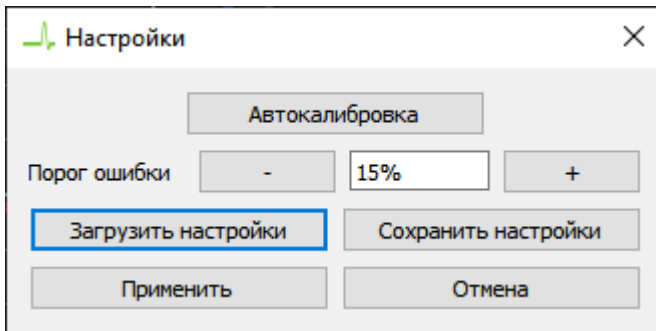 Настройки
Автокалибровка
Порог ошибки - 15% +
Загрузить настройки Сохранить настройки
Применить Отмена